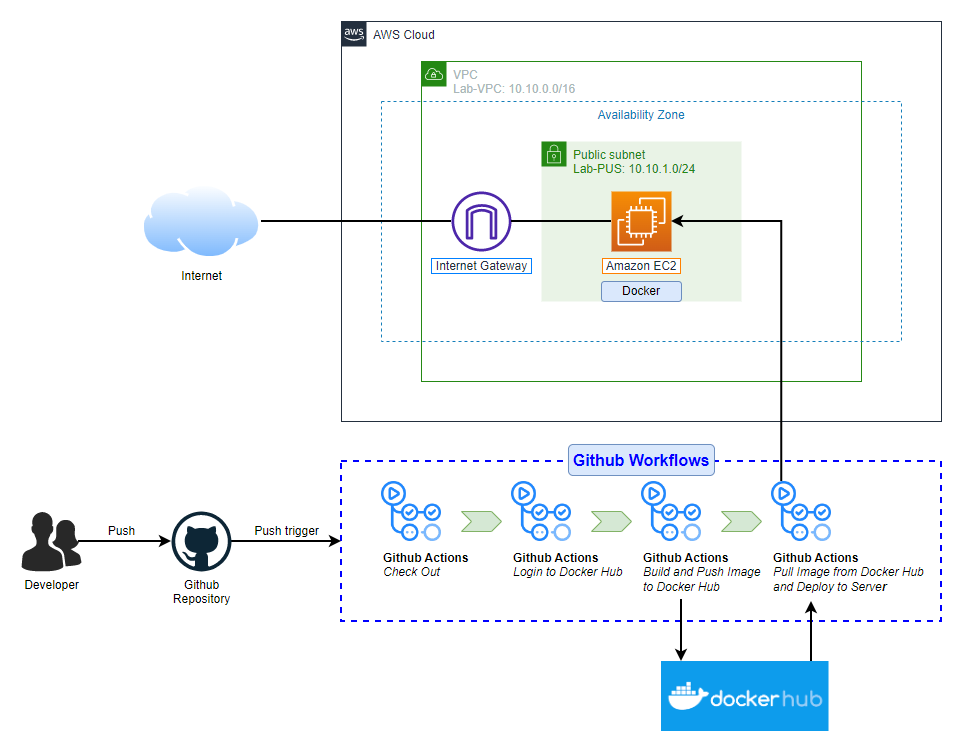 aws
AWS Cloud
VPC
Lab-VPC: 10.10.0.0/16
Availability Zone
Public subnet
Lab-PUS: 10.10.1.0/24
Internet
Internet Gateway
Amazon EC2
Docker
Github Workflows
Developer
Push
Github
Repository
Push trigger
Github Actions
Check Out
Github Actions
Login to Docker Hub
Github Actions
Build and Push Image
to Docker Hub
Github Actions
Pull Image from Docker Hub
and Deploy to Server
dockerhub